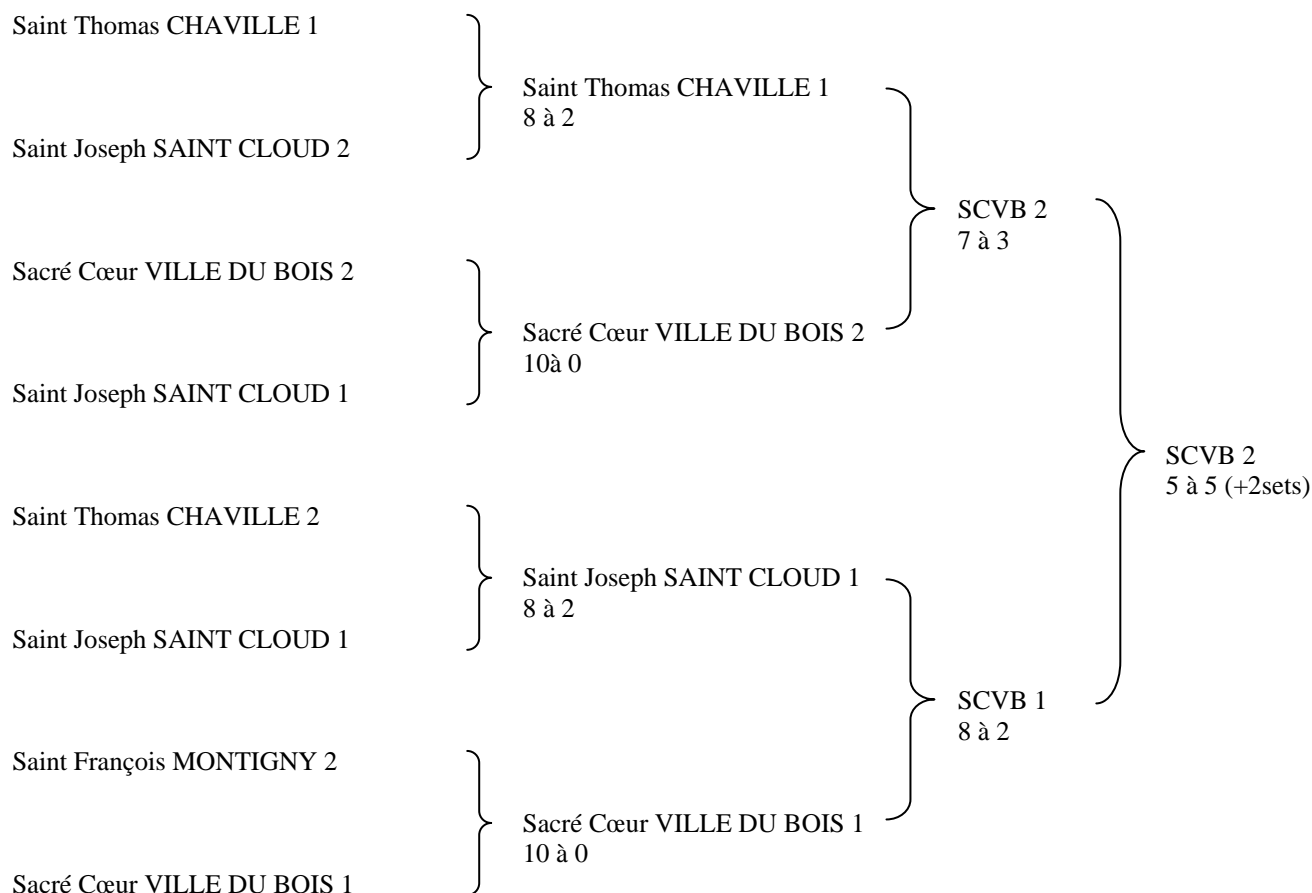 Saint Thomas CHAVILLE 1
Saint Thomas CHAVILLE 1
8 à 2
Saint Joseph SAINT CLOUD 2
SCVB 2
7 à 3
Sacré Cœur VILLE DU BOIS 2
Sacré Cœur VILLE DU BOIS 2
10à 0
Saint Joseph SAINT CLOUD 1
SCVB 2
5 à 5 (+2sets)
Saint Thomas CHAVILLE 2
Saint Joseph SAINT CLOUD 1
8 à 2
Saint Joseph SAINT CLOUD 1
SCVB 1
8 à 2
Saint François MONTIGNY 2
Sacré Cœur VILLE DU BOIS 1
10 à 0
Sacré Cœur VILLE DU BOIS 1